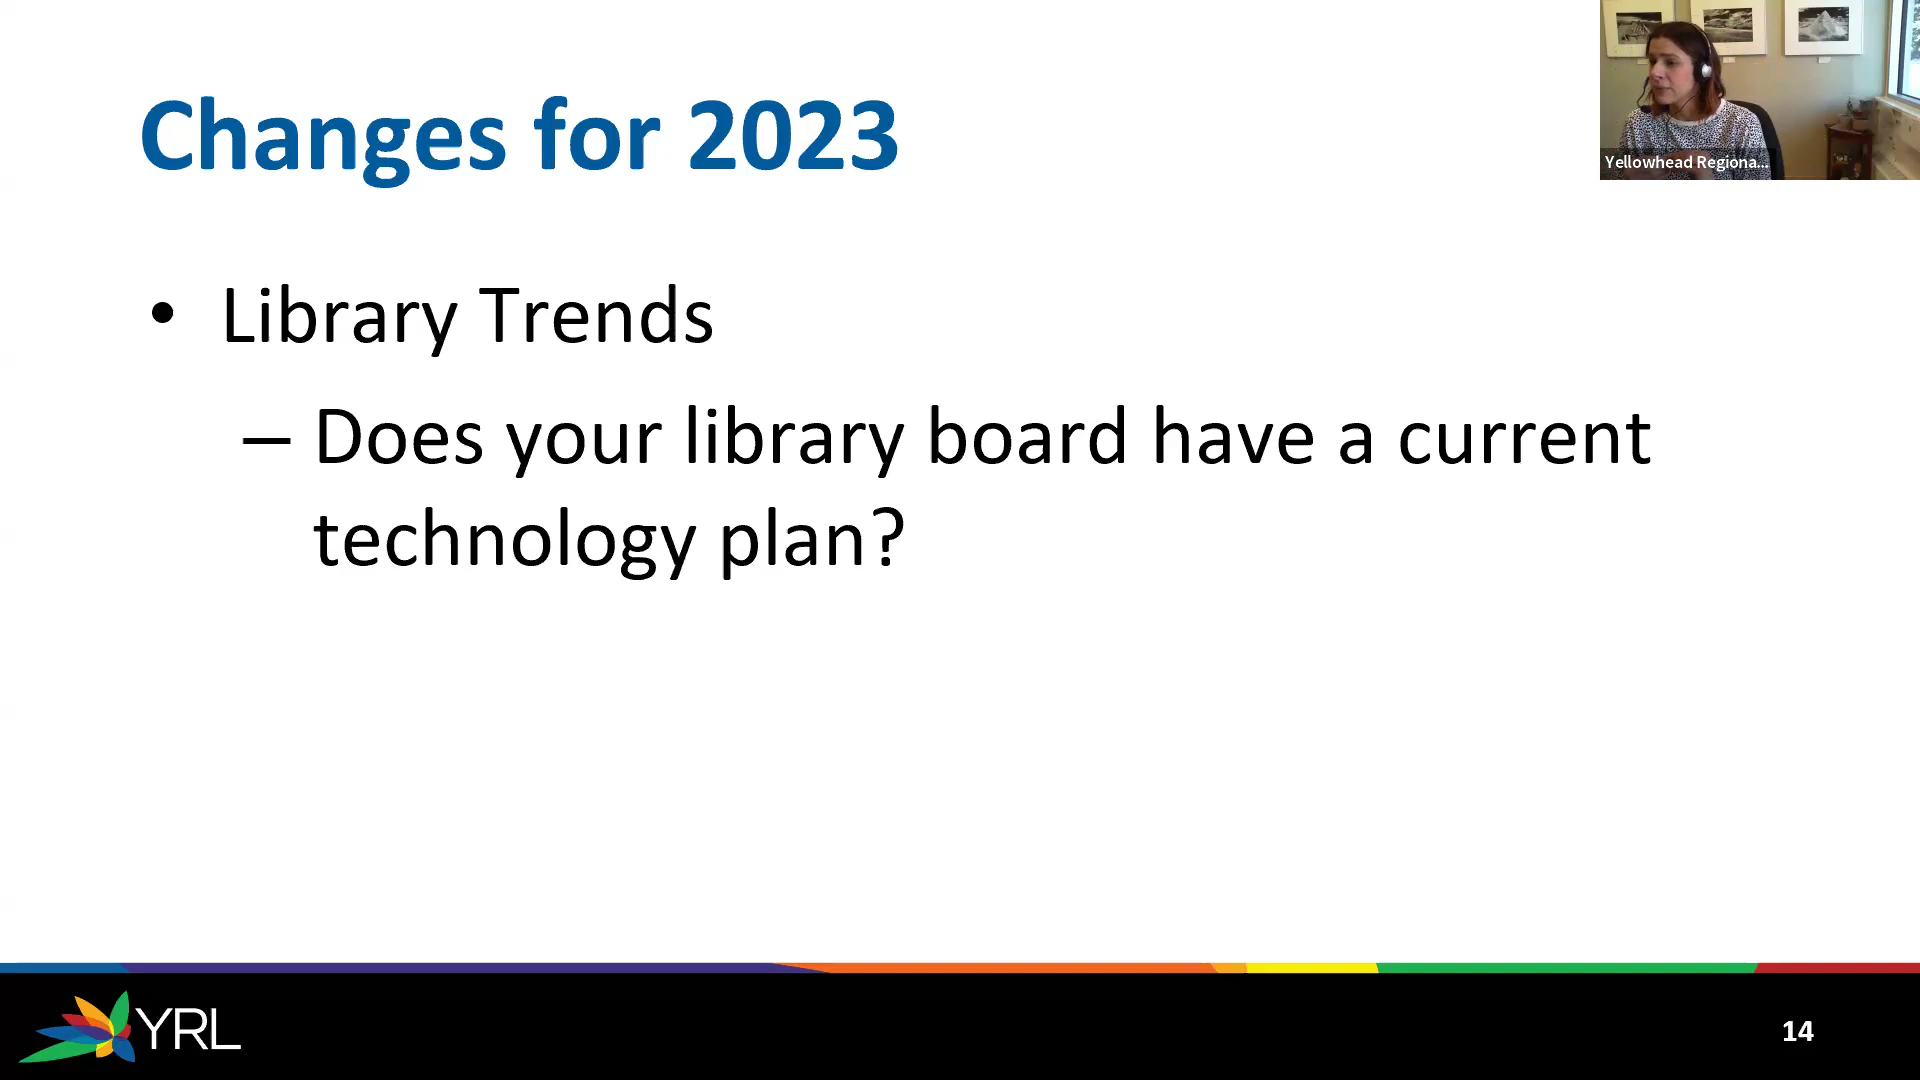 Changes for 2023
Yellowhead Regiona...
• Library Trends
– Does your library board have a current
technology plan?
YRL
14